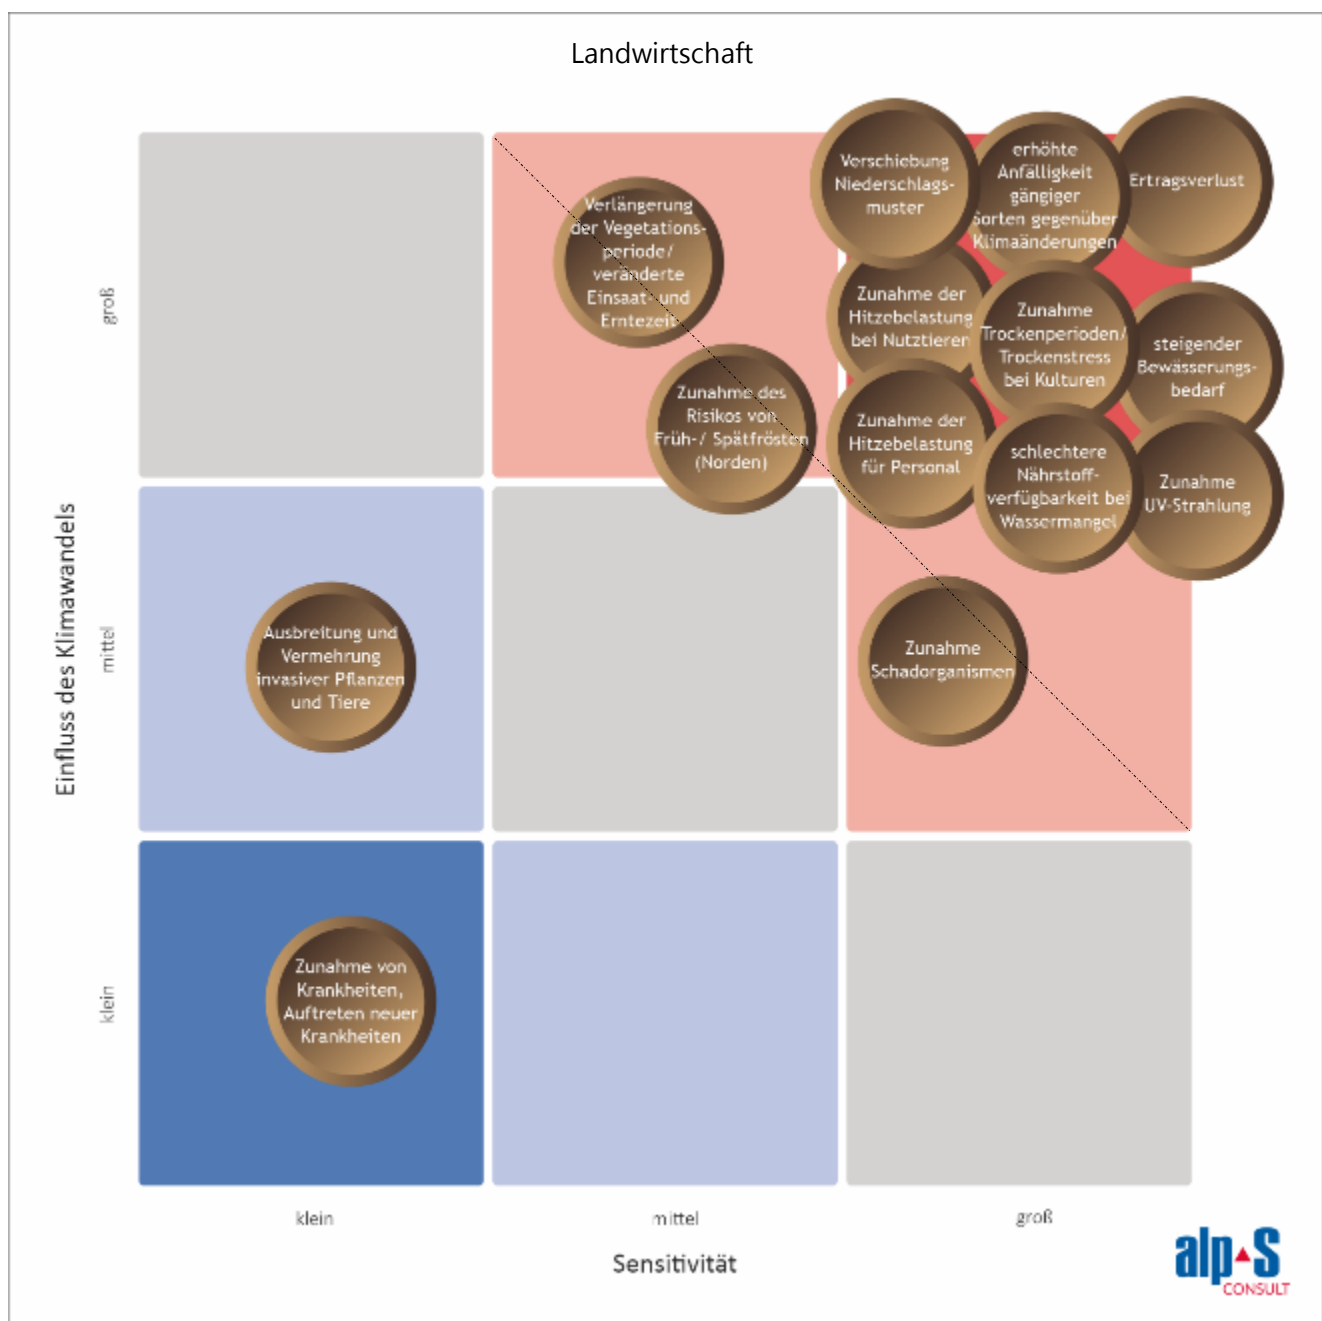 Landwirtschaft
Verschiebung
Niederschlags-
muster
erhöhte
Anfälligkeit
gängiger
Sorten gegenüber
Klimaänderungen
Ertragsverlust
Verlängerung
der Vegetations-
periode/
veränderte
Einsaat- und
Erntezeit
Zunahme der
Hitzebelastung
bei Nutztieren
Zunahme
Trockenperioden/
Trockenstress
bei Kulturen
steigender
Bewässerungs-
bedarf
Zunahme des
Risikos von
Früh-/ Spätfrösten
(Norden)
Zunahme der
Hitzebelastung
für Personal
schlechtere
Nährstoff-
verfügbarkeit bei
Wassermangel
Zunahme
UV-Strahlung
Ausbreitung und
Vermehrung
invasiver Pflanzen
und Tiere
Zunahme
Schadorganismen
Zunahme von
Krankheiten,
Auftreten neuer
Krankheiten
Einfluss des Klimawandels
groß
mittel
klein
klein
mittel
groß
Sensitivität
alpS
CONSULT